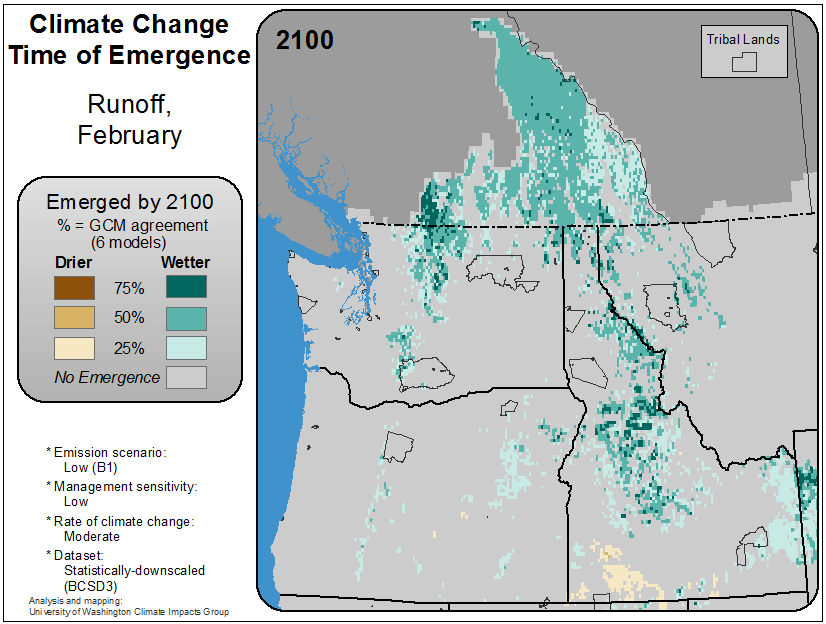 Climate Change
Time of Emergence
Runoff,
February
Emerged by 2100
% = GCM agreement
(6 models)
Drier Wetter
75%
50%
25%
No Emergence
* Emission scenario:
Low (B1)
* Management sensitivity:
Low
* Rate of climate change:
Moderate
* Dataset:
Statistically-downscaled
(BCSD3)
Analysis and mapping:
University of Washington Climate Impacts Group
2100
Tribal Lands